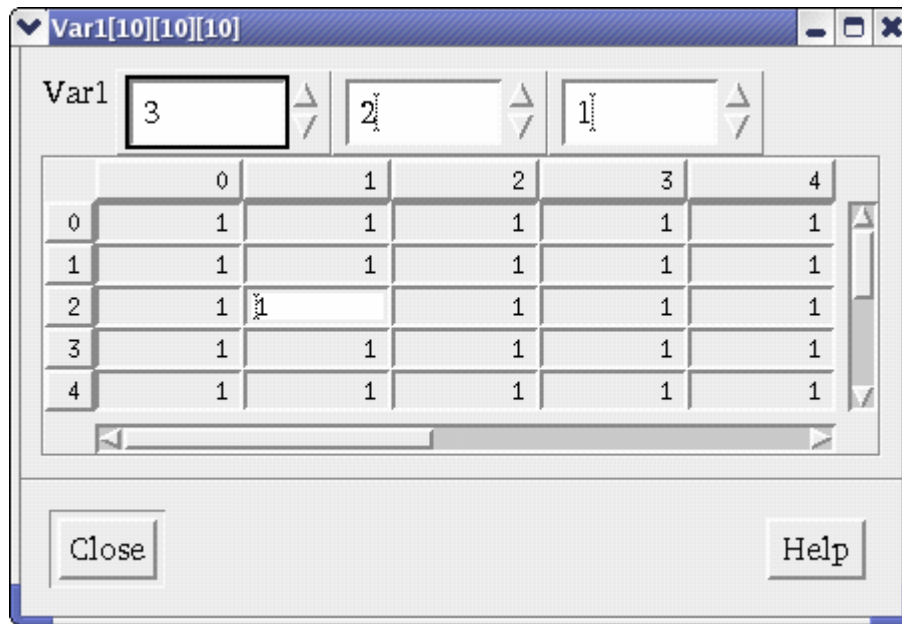 Var1[10][10][10]
Var1 3 2 1
0 1 2 3 4
0 1 1 1 1 1
1 1 1 1 1 1
2 1 1 1 1 1
3 1 1 1 1 1
4 1 1 1 1 1
Close Help